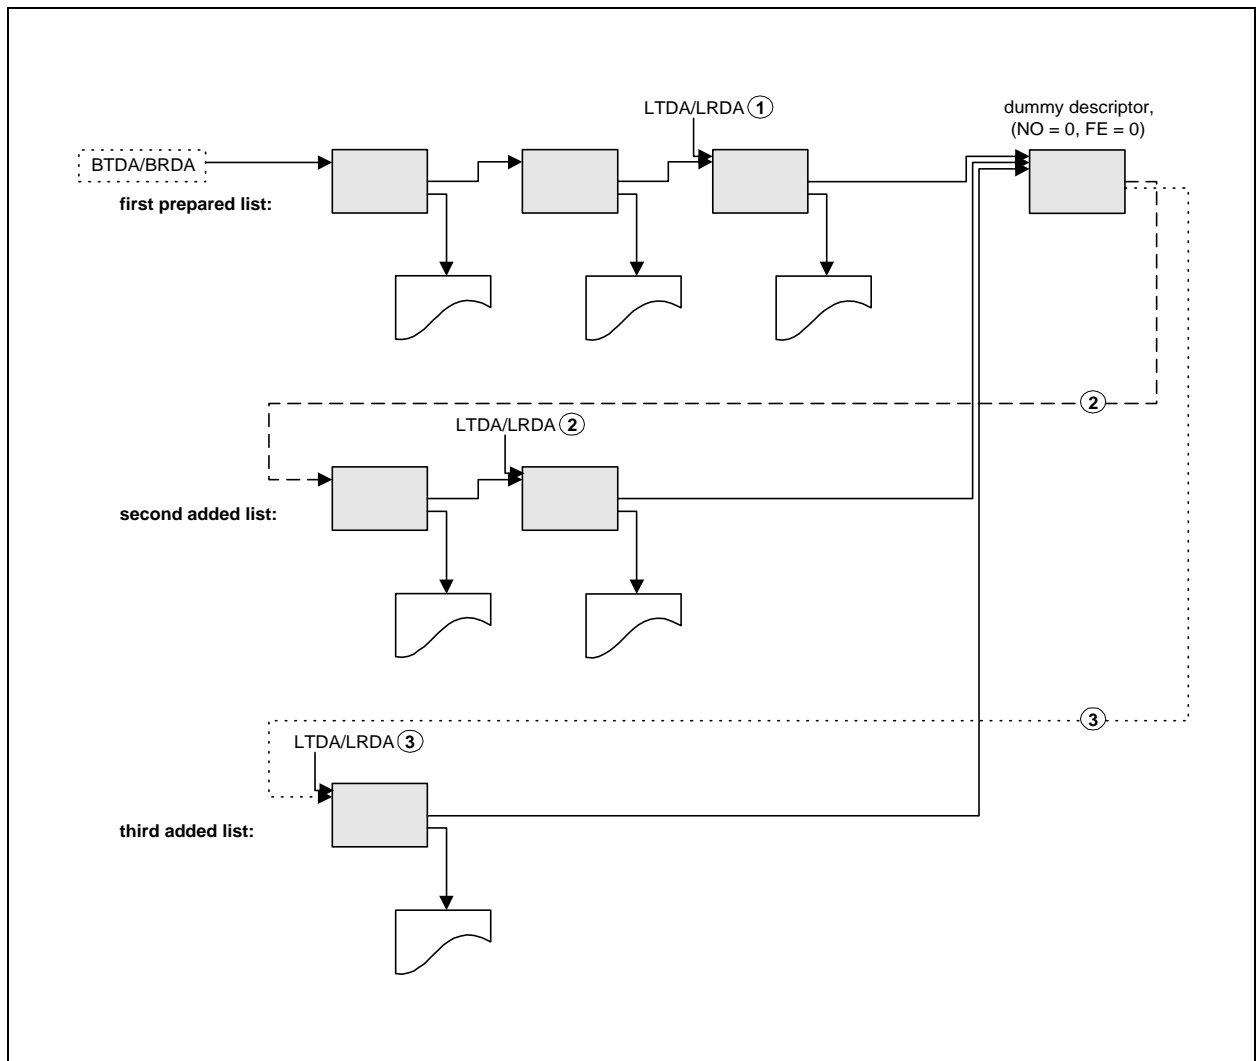 LTDA/LRDA 1
dummy descriptor,
(NO = 0, FE = 0)
BTDA/BRDA
first prepared list:
2
LTDA/LRDA 2
second added list:
3
LTDA/LRDA 3
third added list: